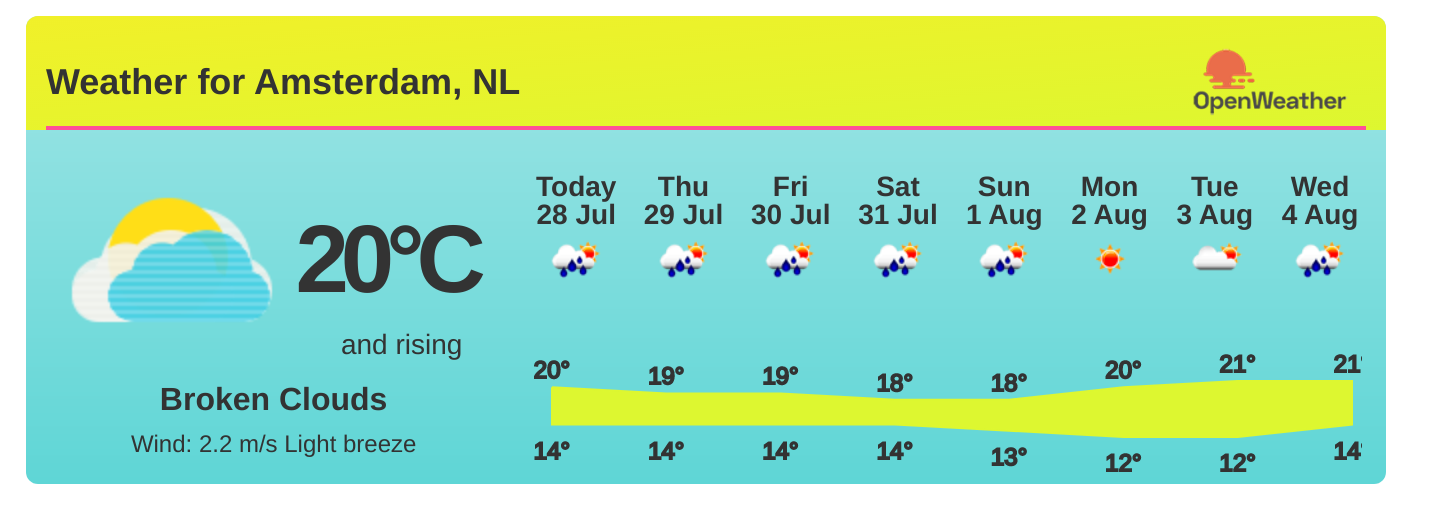 Weather for Amsterdam, NL
OpenWeather
Today Thu Fri Sat Sun Mon Tue Wed
28 Jul 29 Jul 30 Jul 31 Jul 1 Aug 2 Aug 3 Aug 4 Aug
20°C
and rising
20° 19° 19° 18° 18° 20° 21° 21°
Broken Clouds
Wind: 2.2 m/s Light breeze
14° 14° 14° 14° 13° 12° 12° 14°